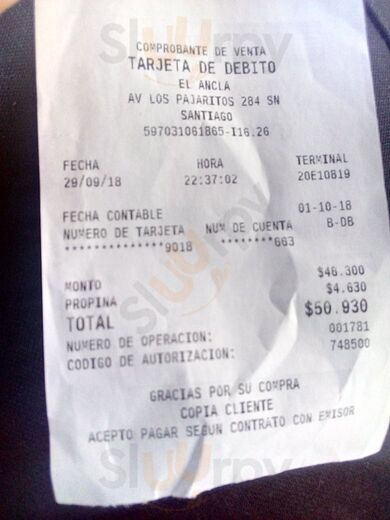 COMPROBANTE DE VENTA
TARJETA DE DEBITO
EL ANCLA
AV LOS PAJARITOS 284 SN
SANTIAGO
597031061865-I16.26
FECHA HORA TERMINAL
29/09/18 22:37:02 20E10819
FECHA CONTABLE 01-10-18
NUMERO DE TARJETA NUM DE CUENTA B-DB
**************9018 ********663
MONTO $46.300
PROPINA $4.630
TOTAL $50.930
NUMERO DE OPERACION: 001781
CODIGO DE AUTORIZACION: 748500
GRACIAS POR SU COMPRA
COPIA CLIENTE
ACEPTO PAGAR SEGUN CONTRATO CON EMISOR
Sluurpy
Sluurpy
Sluurpy